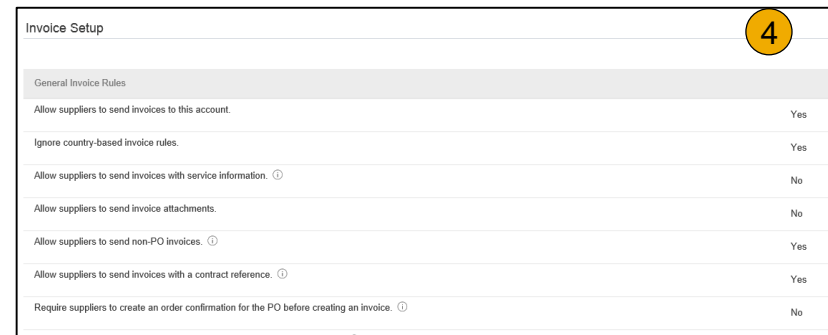 Invoice Setup
4
General Invoice Rules
Allow suppliers to send invoices to this account. Yes
Ignore country-based invoice rules. Yes
Allow suppliers to send invoices with service information. ⓘ No
Allow suppliers to send invoice attachments. No
Allow suppliers to send non-PO invoices. ⓘ Yes
Allow suppliers to send invoices with a contract reference. ⓘ Yes
Require suppliers to create an order confirmation for the PO before creating an invoice. ⓘ No